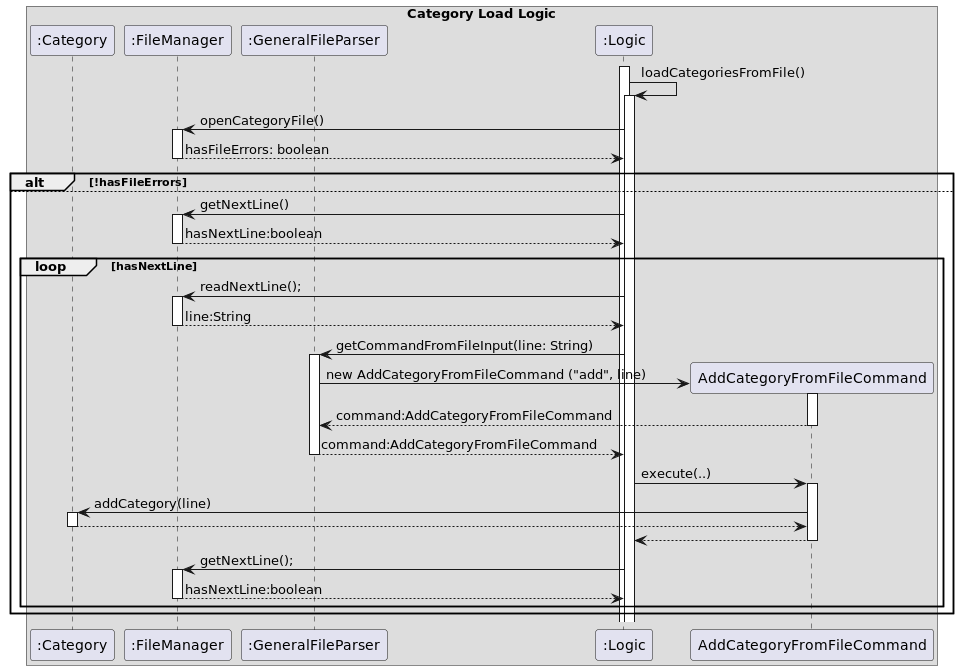 Category Load Logic
:Category :FileManager :GeneralFileParser :Logic
loadCategoriesFromFile()
openCategoryFile()
hasFileErrors: boolean
alt [!hasFileErrors]
getNextLine()
hasNextLine:boolean
loop [hasNextLine]
readNextLine();
line:String
getCommandFromFileInput(line: String)
new AddCategoryFromFileCommand ("add", line) AddCategoryFromFileCommand
command:AddCategoryFromFileCommand
command:AddCategoryFromFileCommand
execute(..)
addCategory(line)
getNextLine();
hasNextLine:boolean
:Category :FileManager :GeneralFileParser :Logic AddCategoryFromFileCommand